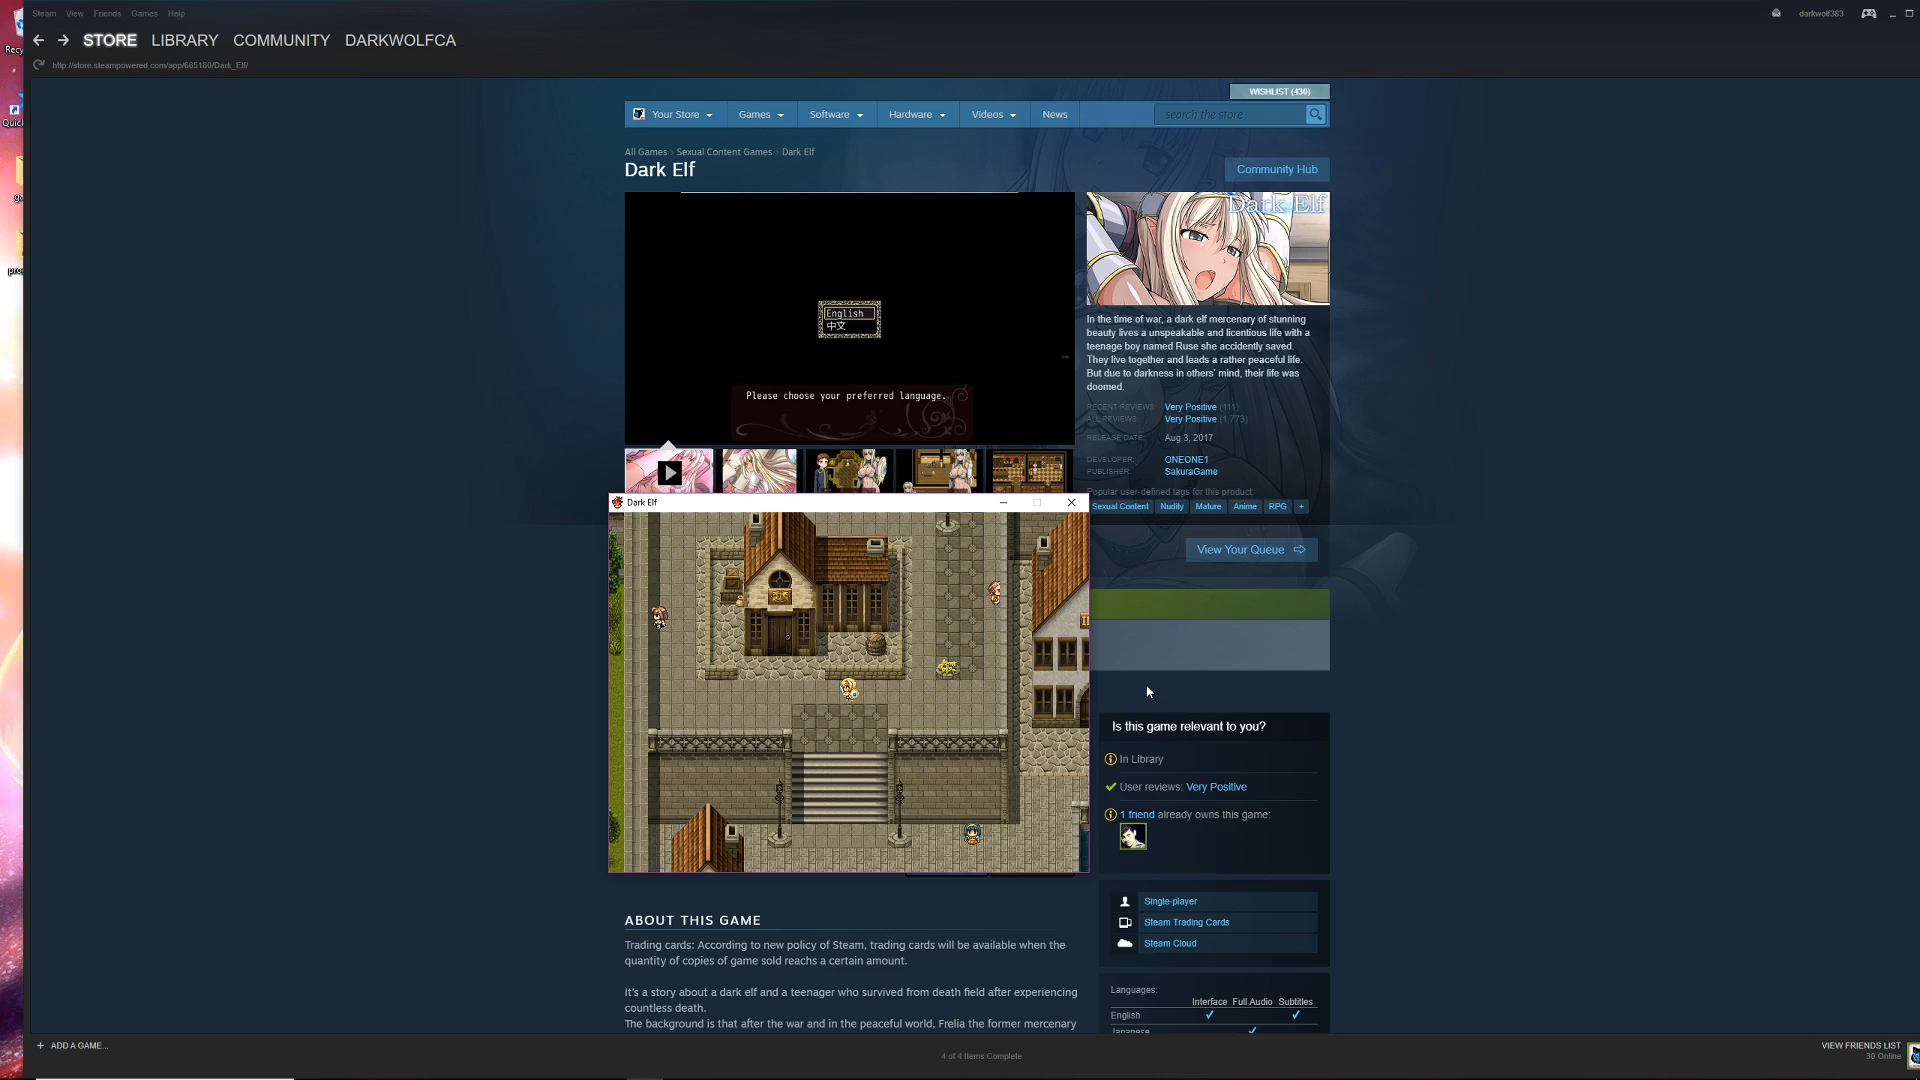 Steam View Friends Games Help
darkwolf383
STORE LIBRARY COMMUNITY DARKWOLFCA
http://store.steampowered.com/app/665180/Dark_Elf/
WISHLIST (430)
Your Store Games Software Hardware Videos News
search the store
All Games > Sexual Content Games > Dark Elf
Dark Elf
Community Hub
English
中文
Please choose your preferred language.
Dark Elf
In the time of war, a dark elf mercenary of stunning
beauty lives a unspeakable and licentious life with a
teenage boy named Ruse she accidently saved.
They live together and leads a rather peaceful life.
But due to darkness in others' mind, their life was
doomed.
RECENT REVIEWS: Very Positive (111)
ALL REVIEWS: Very Positive (1,773)
RELEASE DATE: Aug 3, 2017
DEVELOPER: ONEONE1
PUBLISHER: SakuraGame
Popular user-defined tags for this product:
Sexual Content Nudity Mature Anime RPG +
View Your Queue
Dark Elf
Is this game relevant to you?
In Library
User reviews: Very Positive
1 friend already owns this game:
Single-player
Steam Trading Cards
Steam Cloud
Languages:
Interface Full Audio Subtitles
English
Japanese
ABOUT THIS GAME
Trading cards: According to new policy of Steam, trading cards will be available when the
quantity of copies of game sold reachs a certain amount.
It's a story about a dark elf and a teenager who survived from death field after experiencing
countless death.
The background is that after the war and in the peaceful world, Frelia the former mercenary
+ ADD A GAME...
4 of 4 Items Complete
VIEW FRIENDS LIST
30 Online